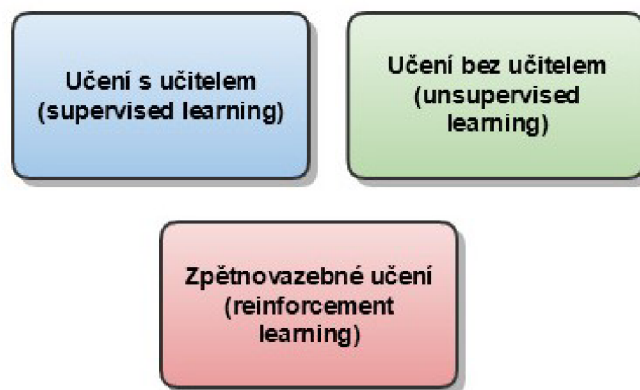 Učení s učitelem
(supervised learning)
Učení bez učitelem
(unsupervised
learning)
Zpětnovazebné učení
(reinforcement
learning)